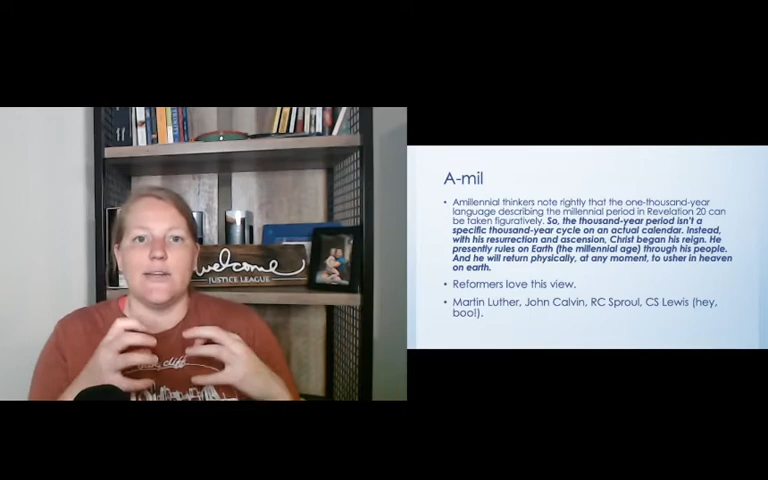 welcome
JUSTICE LEAGUE
A-mil
• Amillennial thinkers note rightly that the one-thousand-year
language describing the millennial period in Revelation 20 can
be taken figuratively. So, the thousand-year period isn't a
specific thousand-year cycle on an actual calendar. Instead,
with his resurrection and ascension, Christ began his reign. He
presently rules on Earth (the millennial age) through his people.
And he will return physically, at any moment, to usher in heaven
on earth.
• Reformers love this view.
• Martin Luther, John Calvin, RC Sproul, CS Lewis (hey,
boo!).